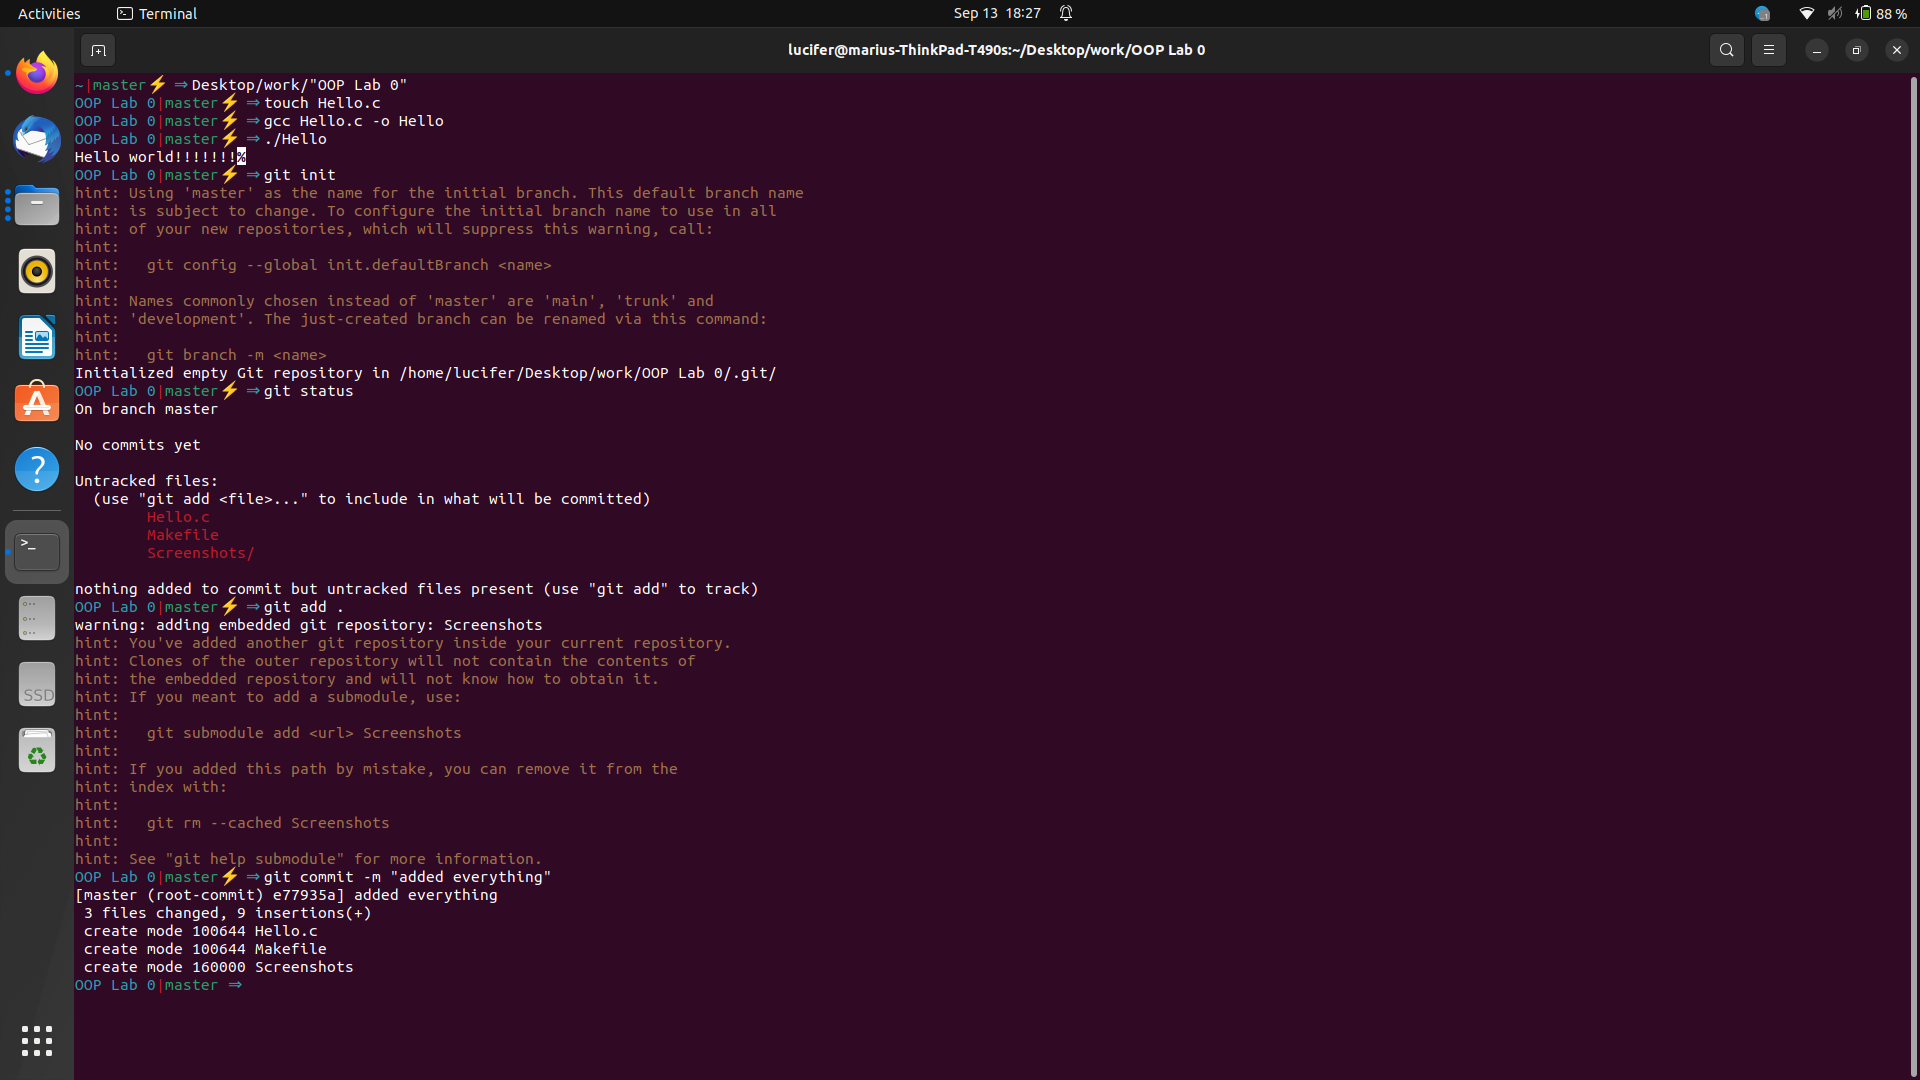 Activities
Terminal
Sep 13 18:27
88 %
lucifer@marius-ThinkPad-T490s:~/Desktop/work/OOP Lab 0
~|master⚡ ⇒Desktop/work/"OOP Lab 0"
OOP Lab 0|master⚡ ⇒touch Hello.c
OOP Lab 0|master⚡ ⇒gcc Hello.c -o Hello
OOP Lab 0|master⚡ ⇒./Hello
Hello world!!!!!!!%
OOP Lab 0|master⚡ ⇒git init
hint: Using 'master' as the name for the initial branch. This default branch name
hint: is subject to change. To configure the initial branch name to use in all
hint: of your new repositories, which will suppress this warning, call:
hint:
hint:   git config --global init.defaultBranch <name>
hint:
hint: Names commonly chosen instead of 'master' are 'main', 'trunk' and
hint: 'development'. The just-created branch can be renamed via this command:
hint:
hint:   git branch -m <name>
Initialized empty Git repository in /home/lucifer/Desktop/work/OOP Lab 0/.git/
OOP Lab 0|master⚡ ⇒git status
On branch master
No commits yet
Untracked files:
  (use "git add <file>..." to include in what will be committed)
        Hello.c
        Makefile
        Screenshots/
nothing added to commit but untracked files present (use "git add" to track)
OOP Lab 0|master⚡ ⇒git add .
warning: adding embedded git repository: Screenshots
hint: You've added another git repository inside your current repository.
hint: Clones of the outer repository will not contain the contents of
hint: the embedded repository and will not know how to obtain it.
hint: If you meant to add a submodule, use:
hint:
hint:   git submodule add <url> Screenshots
hint:
hint: If you added this path by mistake, you can remove it from the
hint: index with:
hint:
hint:   git rm --cached Screenshots
hint:
hint: See "git help submodule" for more information.
OOP Lab 0|master⚡ ⇒git commit -m "added everything"
[master (root-commit) e77935a] added everything
 3 files changed, 9 insertions(+)
 create mode 100644 Hello.c
 create mode 100644 Makefile
 create mode 160000 Screenshots
OOP Lab 0|master ⇒
SSD